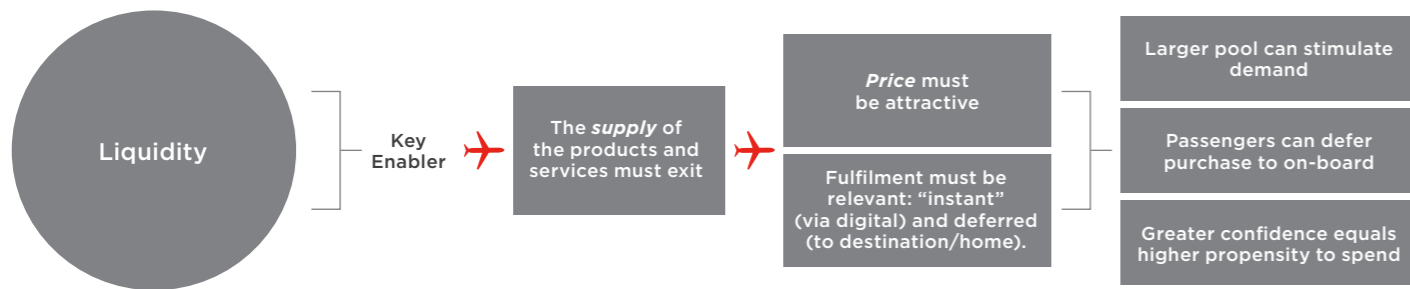 Liquidity
Key
Enabler
The supply of
the products and
services must exit
Price must
be attractive
Fulfilment must be
relevant: “instant”
(via digital) and deferred
(to destination/home).
Larger pool can stimulate
demand
Passengers can defer
purchase to on-board
Greater confidence equals
higher propensity to spend